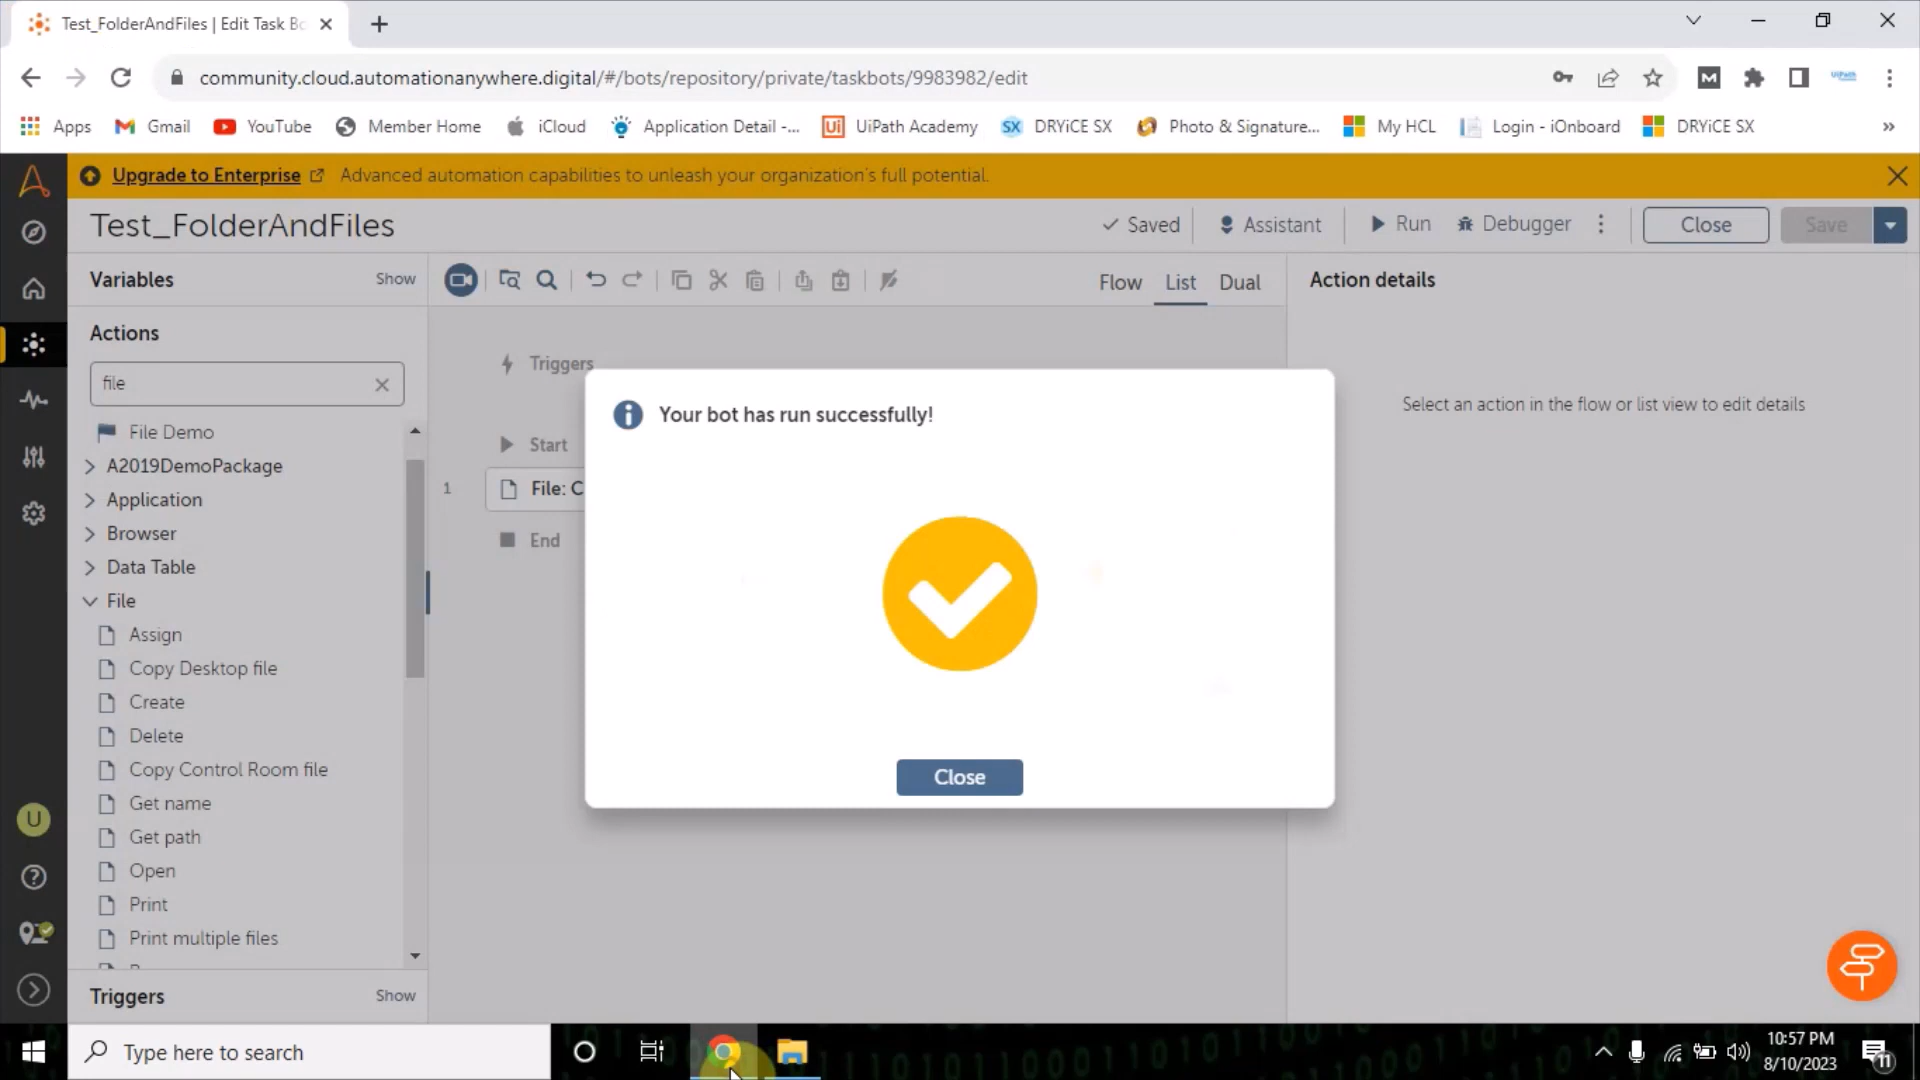 Test_FolderAndFiles | Edit Task Bo
community.cloud.automationanywhere.digital/#/bots/repository/private/taskbots/9983982/edit
Apps Gmail YouTube Member Home iCloud Application Detail -... UiPath Academy DRYiCE SX Photo & Signature... My HCL Login - iOnboard DRYiCE SX »
Upgrade to Enterprise Advanced automation capabilities to unleash your organization's full potential.
Test_FolderAndFiles Saved Assistant Run Debugger Close Save
Variables Show Flow List Dual Action details
Actions
file
Triggers
Select an action in the flow or list view to edit details
Your bot has run successfully!
File Demo
Start
A2019DemoPackage
1 File: C
Application
Browser
End
Data Table
File
Assign
Copy Desktop file
Create
Delete
Copy Control Room file
Close
Get name
U
Get path
Open
Print
Print multiple files
Triggers Show
Type here to search
10:57 PM
8/10/2023
11